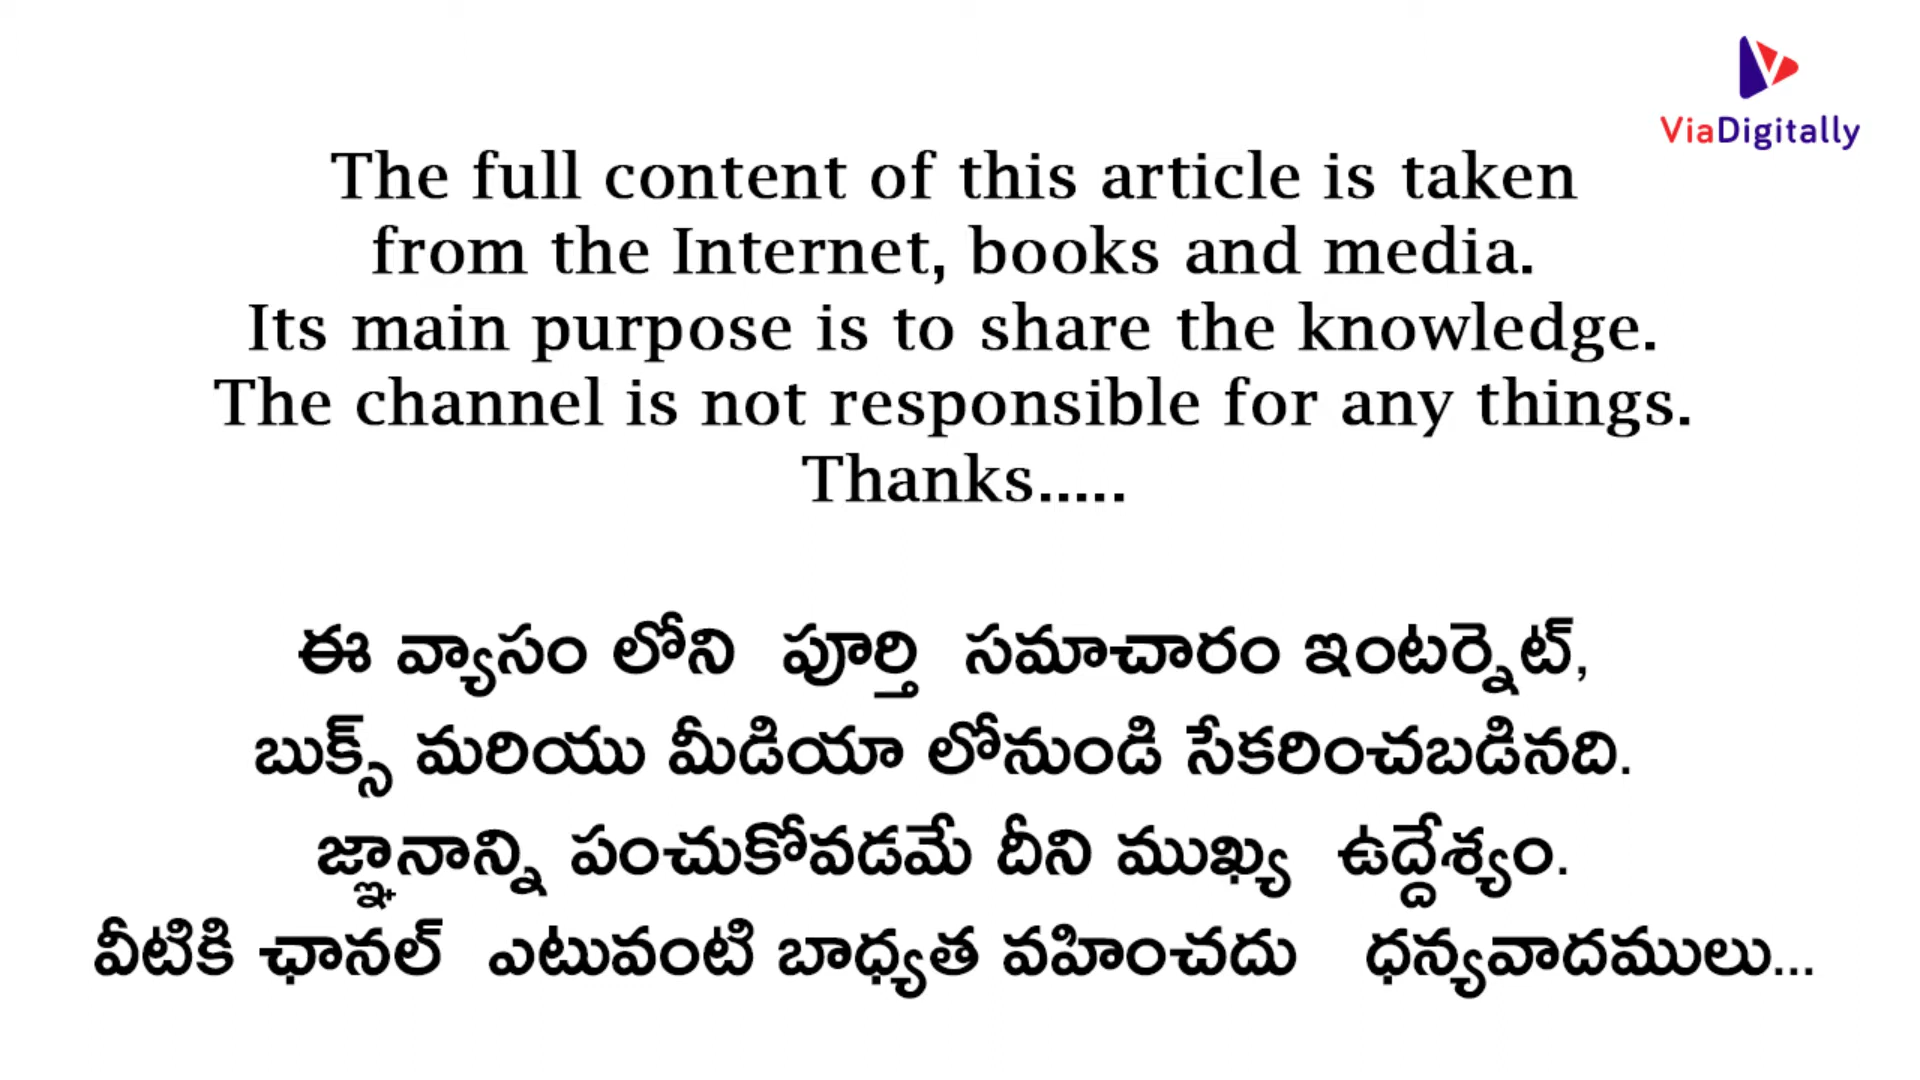 ViaDigitally
The full content of this article is taken
from the Internet, books and media.
Its main purpose is to share the knowledge.
The channel is not responsible for any things.
Thanks.....
ఈ వ్యాసం లోని పూర్తి సమాచారం ఇంటర్నెట్,
బుక్స్ మరియు మీడియా లోనుండి సేకరించబడినది.
జ్ఞానాన్ని పంచుకోవడమే దీని ముఖ్య ఉద్దేశ్యం.
వీటికి ఛానల్ ఎటువంటి బాధ్యత వహించదు ధన్యవాదములు...